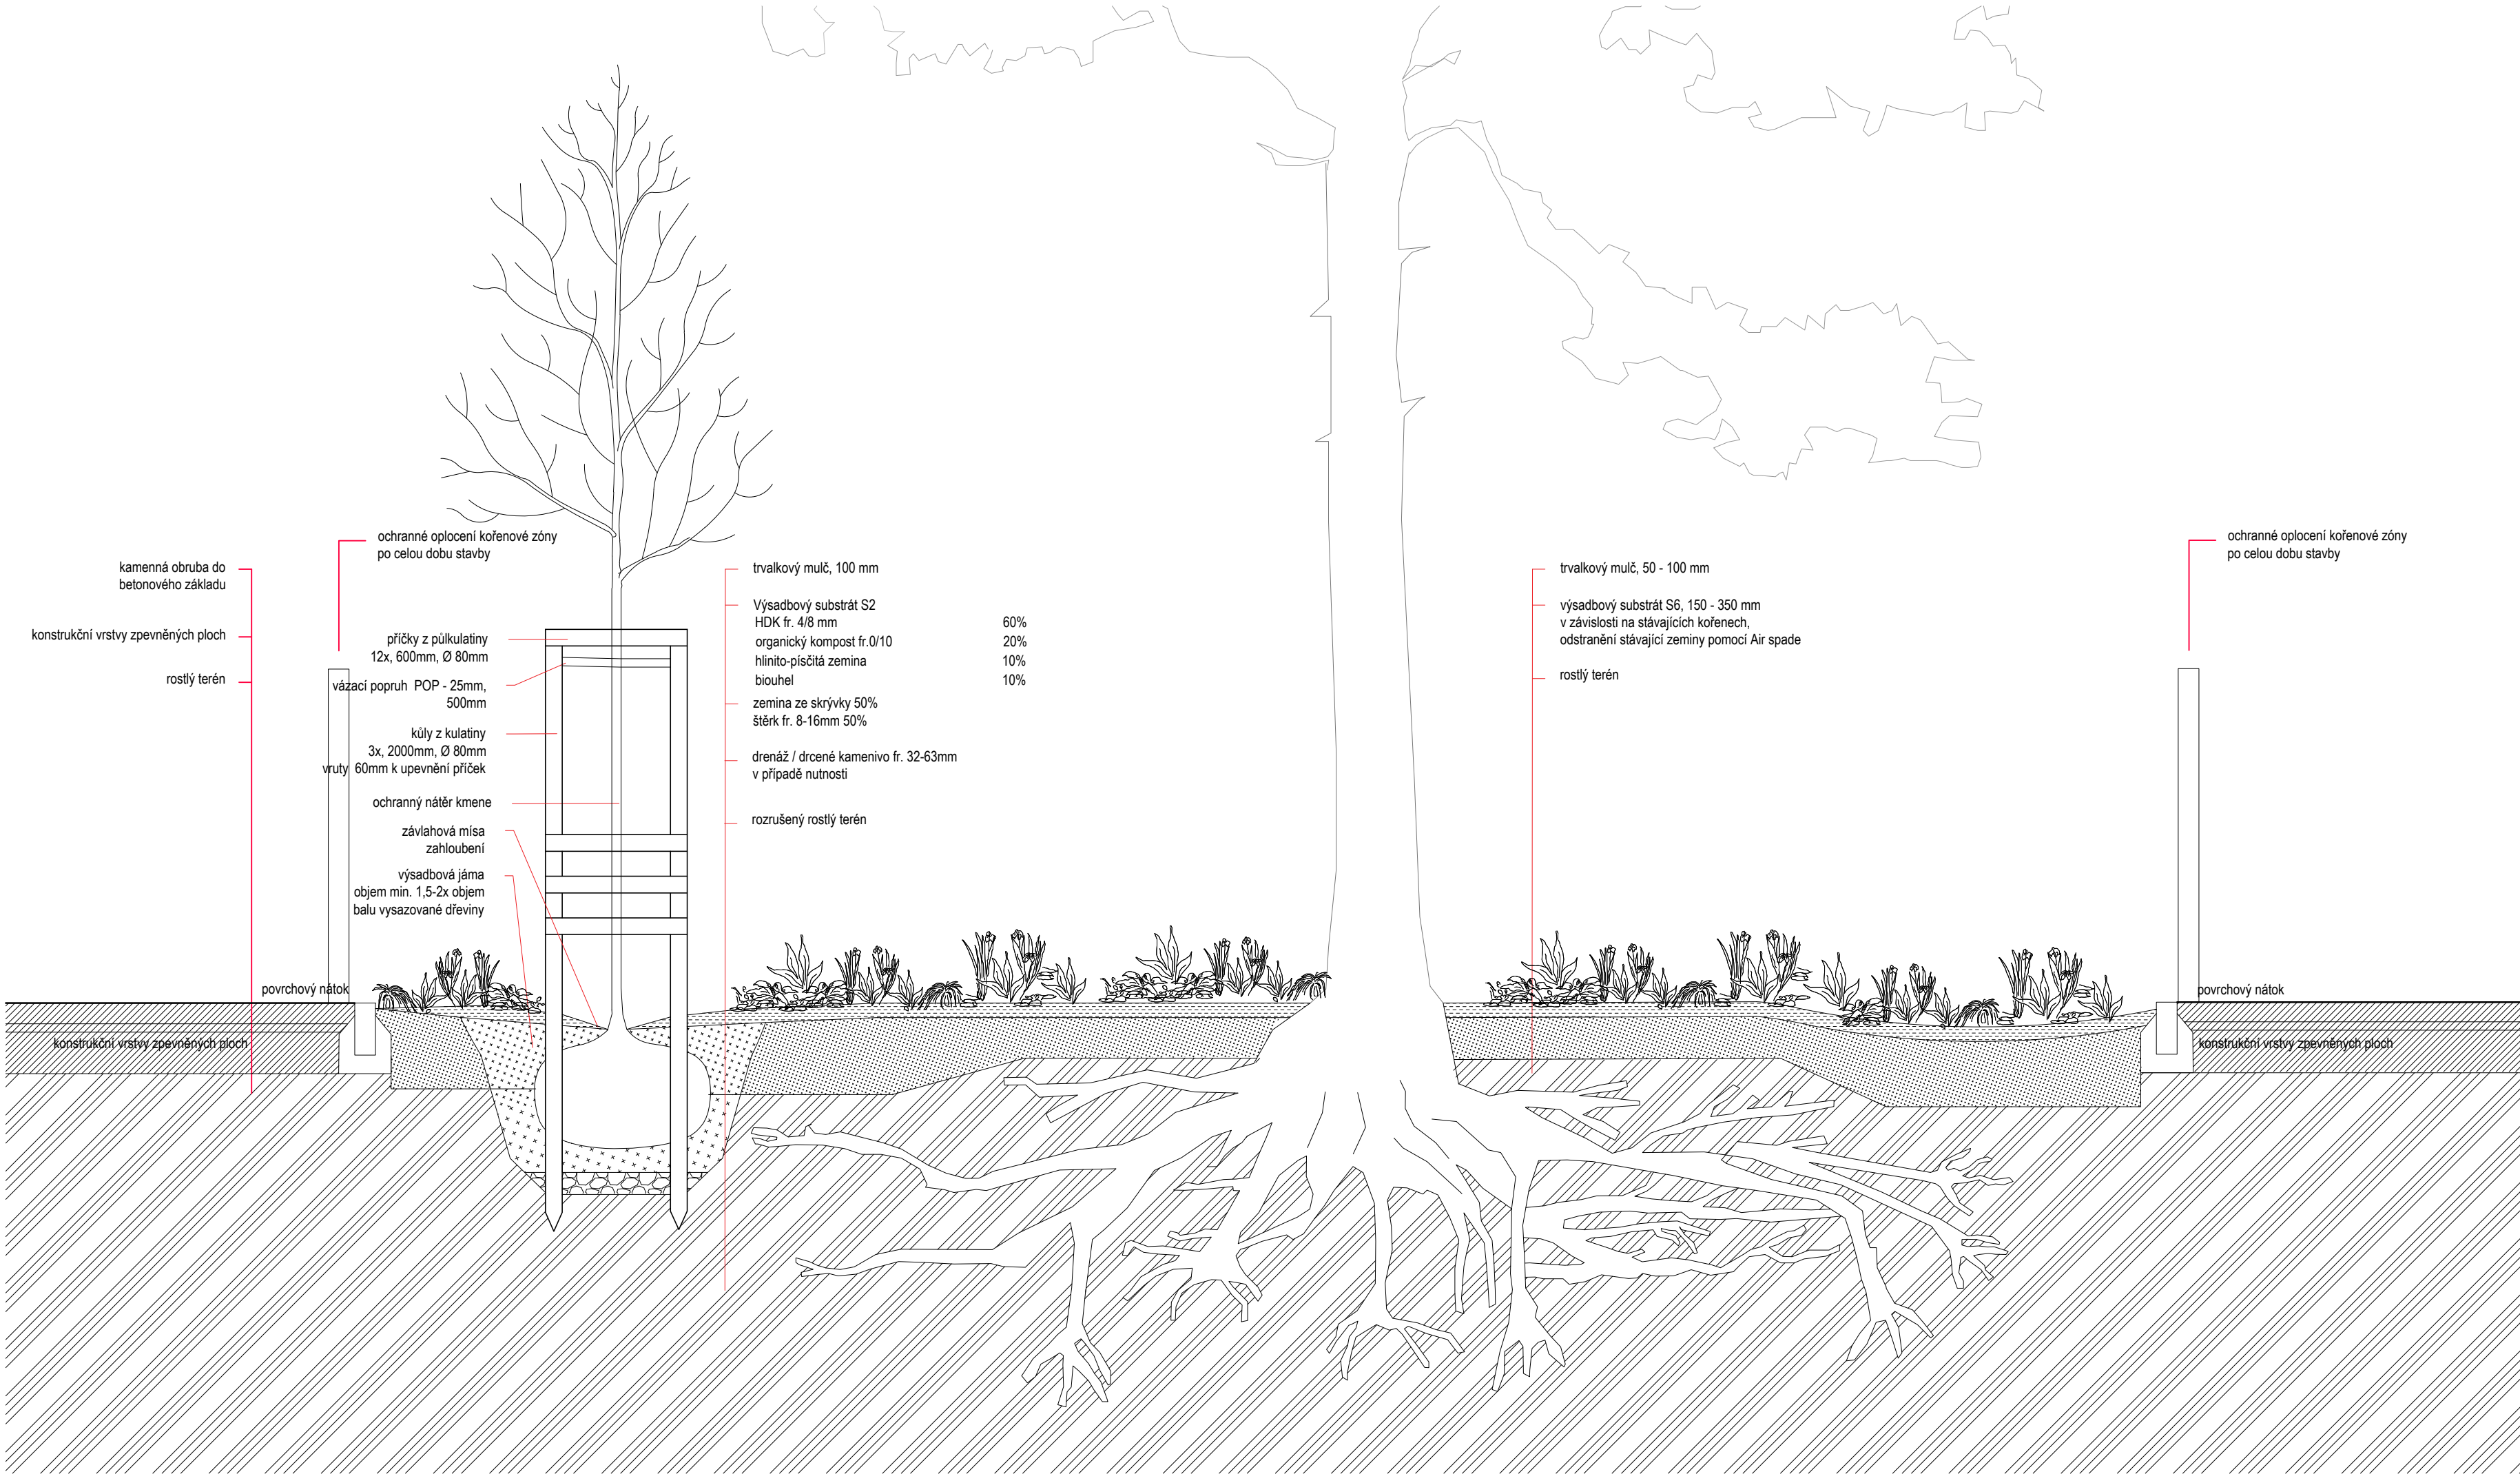 kamenná obruba do
betonového základu
konstrukční vrstvy zpevněných ploch
rostlý terén
ochranné oplocení kořenové zóny
po celou dobu stavby
příčky z půlkulatiny
12x, 600mm, Ø 80mm
vázací popruh  POP - 25mm,
500mm
kůly z kulatiny
3x, 2000mm, Ø 80mm
vruty  60mm k upevnění příček
ochranný nátěr kmene
závlahová mísa
zahloubení
výsadbová jáma
objem min. 1,5-2x objem
balu vysazované dřeviny
trvalkový mulč, 100 mm
Výsadbový substrát S2
HDK fr. 4/8 mm 60%
organický kompost fr.0/10 20%
hlinito-písčitá zemina 10%
biouhel 10%
zemina ze skrývky 50%
štěrk fr. 8-16mm 50%
drenáž / drcené kamenivo fr. 32-63mm
v případě nutnosti
rozrušený rostlý terén
trvalkový mulč, 50 - 100 mm
výsadbový substrát S6, 150 - 350 mm
v závislosti na stávajících kořenech,
odstranění stávající zeminy pomocí Air spade
rostlý terén
ochranné oplocení kořenové zóny
po celou dobu stavby
povrchový nátok
konstrukční vrstvy zpevněných ploch
povrchový nátok
konstrukční vrstvy zpevněných ploch